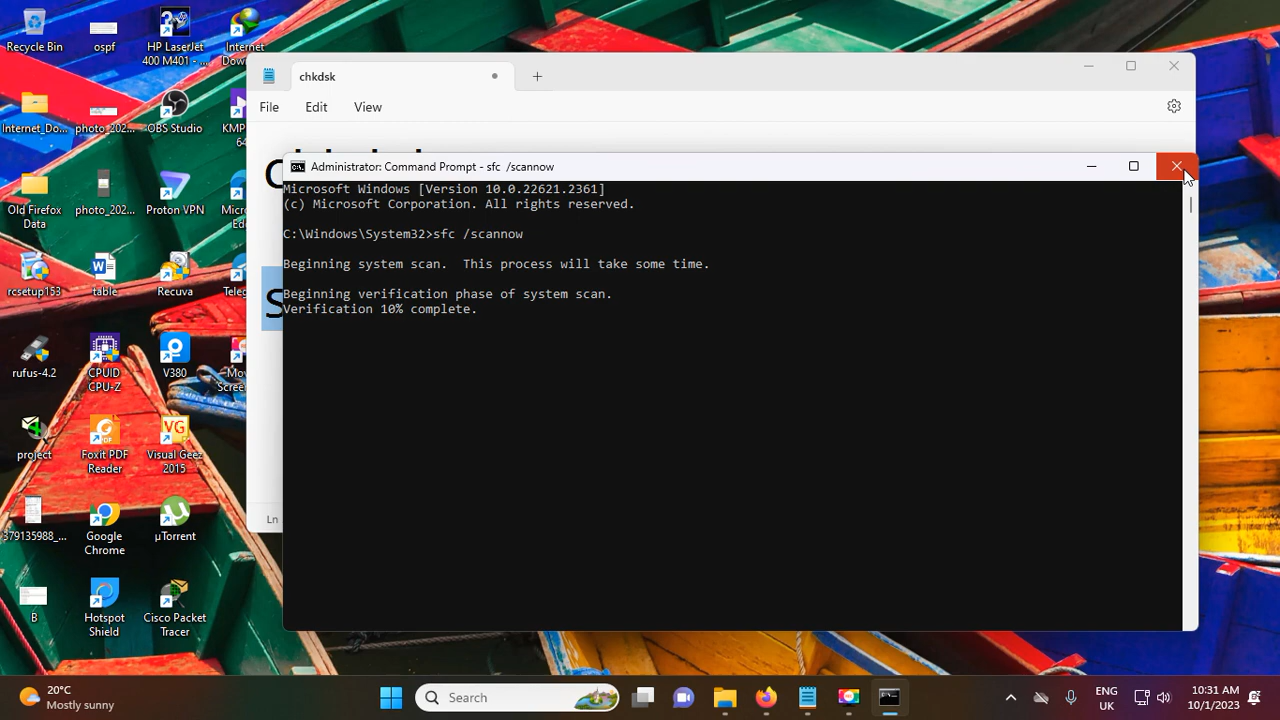 Recycle Bin
ospf
HP LaserJet
400 M401 - ...
Internet
chkdsk
File
Edit
View
Internet_Do...
photo_202...
OBS Studio
Administrator: Command Prompt - sfc /scannow
Microsoft Windows [Version 10.0.22621.2361]
(c) Microsoft Corporation. All rights reserved.
C:\Windows\System32>sfc /scannow
Beginning system scan.  This process will take some time.
Beginning verification phase of system scan.
Verification 10% complete.
Old Firefox
Data
photo_202...
Proton VPN
rcsetup153
table
Recuva
rufus-4.2
CPUID
CPU-Z
V380
project
Foxit PDF
Reader
Visual Geez
2015
379135988_...
Google
Chrome
µTorrent
Ln
B
Hotspot
Shield
Cisco Packet
Tracer
20°C
Mostly sunny
Search
ENG
UK
10:31 AM
10/1/2023